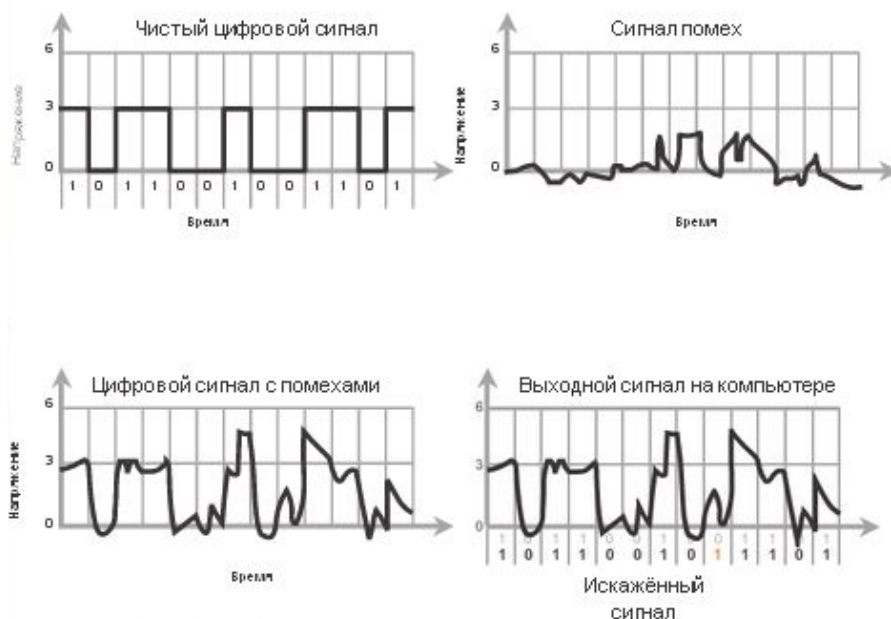 Чистый цифровой сигнал
6
3
0
Напряжение
1 0 1 1 0 0 1 0 0 1 1 0 1
Время
Сигнал помех
6
3
0
Напряжение
Время
Цифровой сигнал с помехами
6
3
0
Напряжение
Время
Выходной сигнал на компьютере
6
3
0
1 0 1 1 0 0 1 0 0 1 1 0 1
1 0 1 1 0 0 1 0 1 1 1 0 1
Искажённый
сигнал